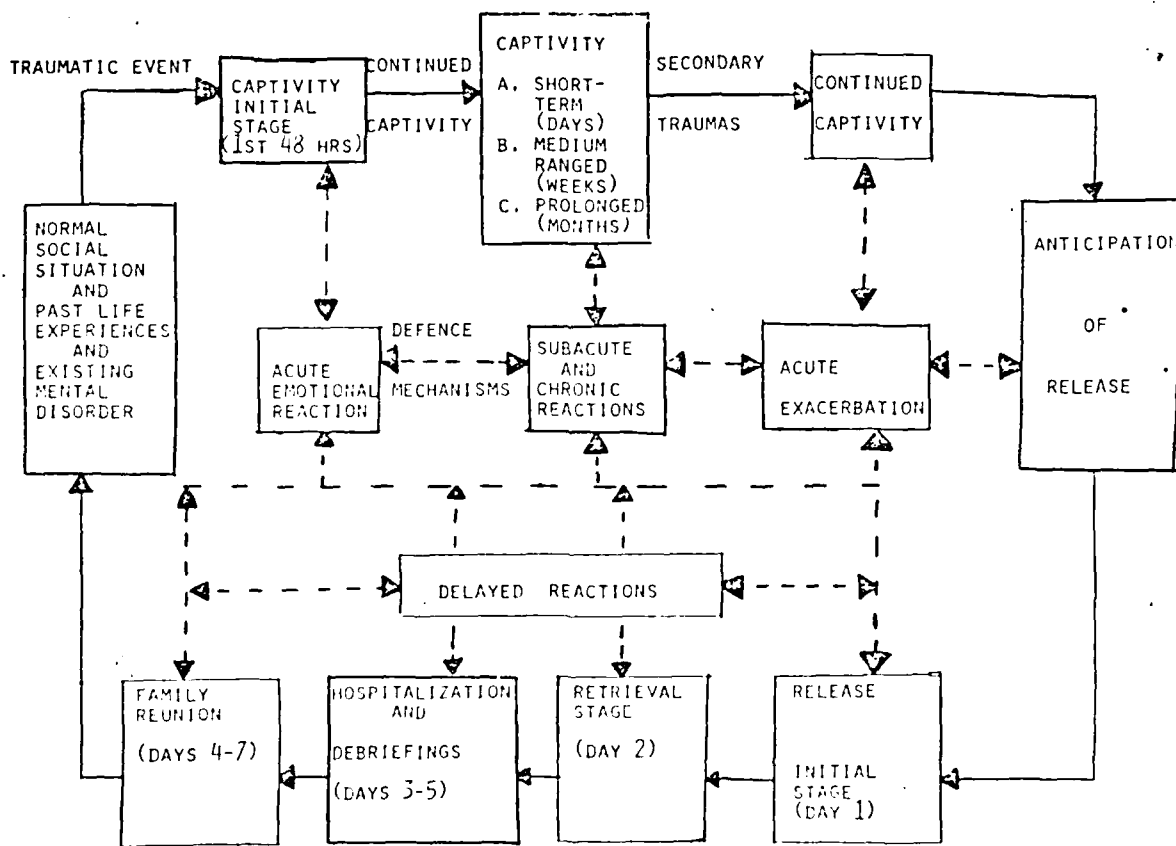 TRAUMATIC EVENT
CAPTIVITY
INITIAL
STAGE
(1ST 48 HRS)
CONTINUED
CAPTIVITY
CAPTIVITY
A. SHORT-
TERM
(DAYS)
B. MEDIUM
RANGED
(WEEKS)
C. PROLONGED
(MONTHS)
SECONDARY
TRAUMAS
CONTINUED
CAPTIVITY
NORMAL
SOCIAL
SITUATION
AND
PAST LIFE
EXPERIENCES
AND
EXISTING
MENTAL
DISORDER
ANTICIPATION
OF
RELEASE
ACUTE
EMOTIONAL
REACTION
DEFENCE
MECHANISMS
SUBACUTE
AND
CHRONIC
REACTIONS
ACUTE
EXACERBATION
DELAYED REACTIONS
FAMILY
REUNION
(DAYS 4-7)
HOSPITALIZATION
AND
DEBRIEFINGS
(DAYS 3-5)
RETRIEVAL
STAGE
(DAY 2)
RELEASE
INITIAL
STAGE
(DAY 1)